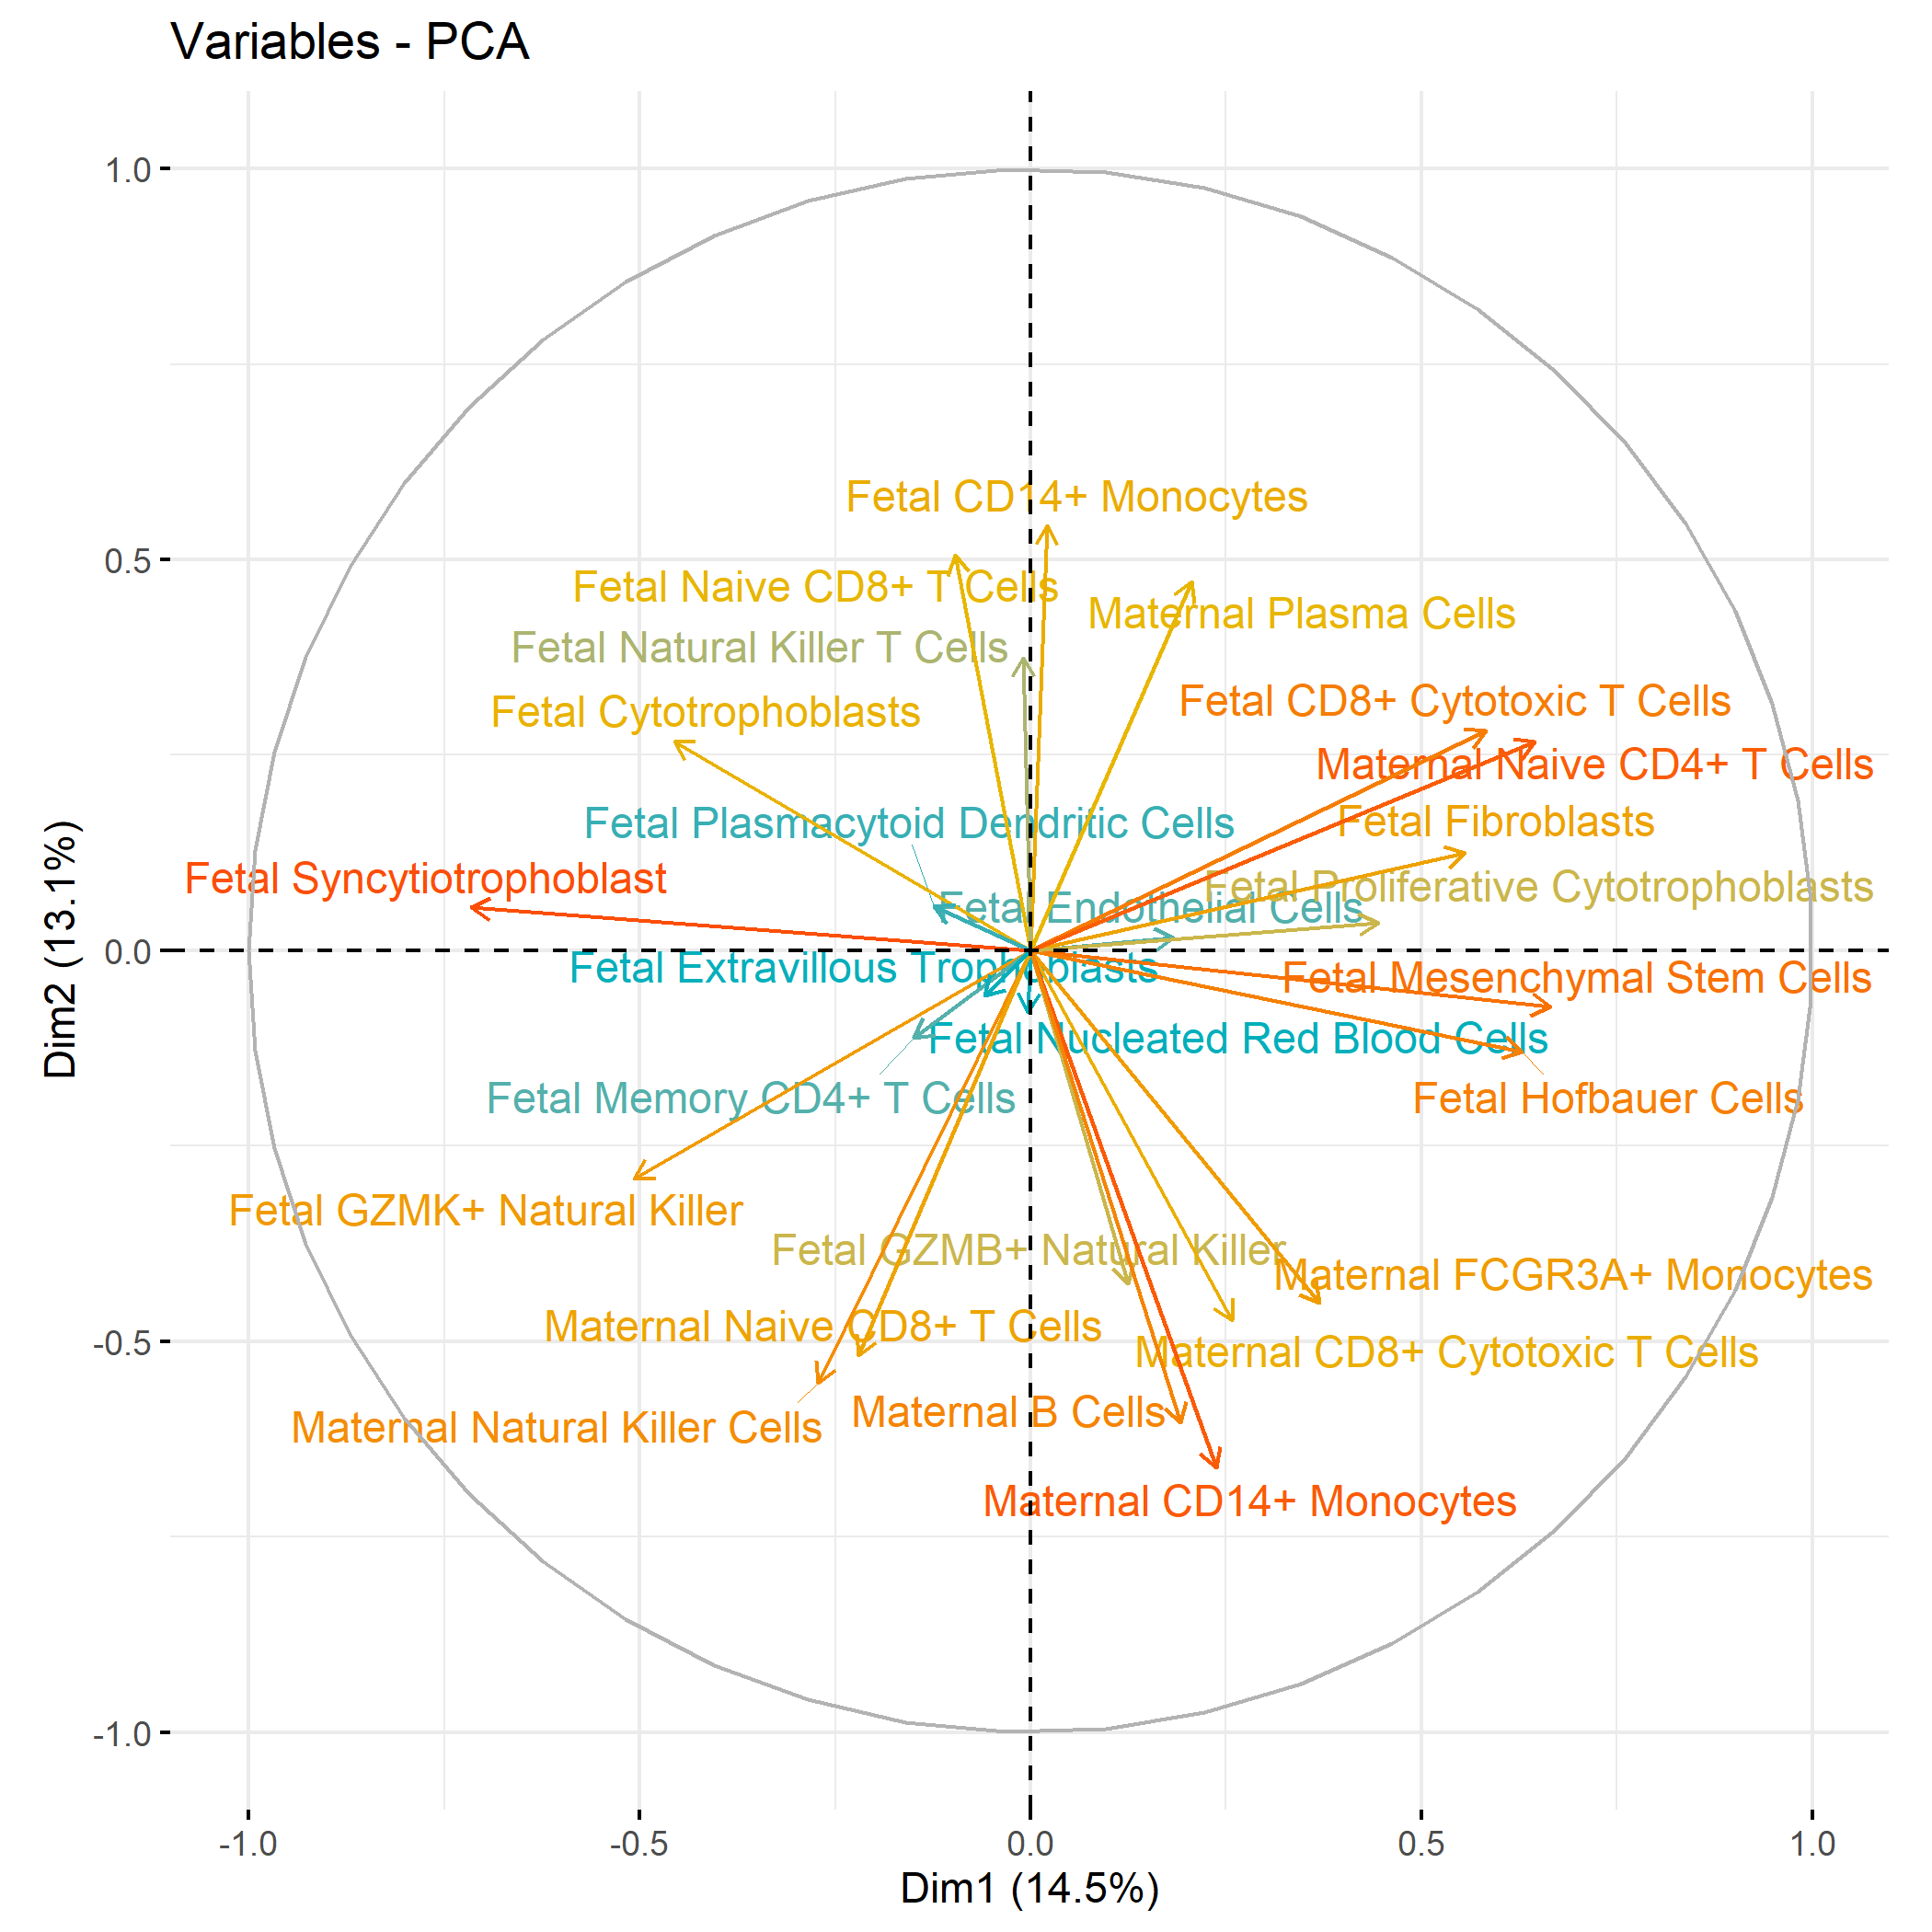 Variables - PCA
1.0
Fetal CD14+ Monocytes
0.5
Fetal Naive CD8+ T Cells
Maternal Plasma Cells
Fetal Natural Killer T Cells
Fetal CD8+ Cytotoxic T Cells
Fetal Cytotrophoblasts
Maternal Naive CD4+ T Cells
Fetal Plasmacytoid Dendritic Cells
Fetal Fibroblasts
Fetal Syncytiotrophoblast
Fetal Proliferative Cytotrophoblasts
Fetal Endothelial Cells
0.0
Dim2 (13.1%)
Fetal Extravillous Trophoblasts
Fetal Mesenchymal Stem Cells
Fetal Nucleated Red Blood Cells
Fetal Memory CD4+ T Cells
Fetal Hofbauer Cells
Fetal GZMK+ Natural Killer
Fetal GZMB+ Natural Killer
Maternal FCGR3A+ Monocytes
Maternal Naive CD8+ T Cells
-0.5
Maternal CD8+ Cytotoxic T Cells
Maternal B Cells
Maternal Natural Killer Cells
Maternal CD14+ Monocytes
-1.0
-1.0
-0.5
0.0
0.5
1.0
Dim1 (14.5%)